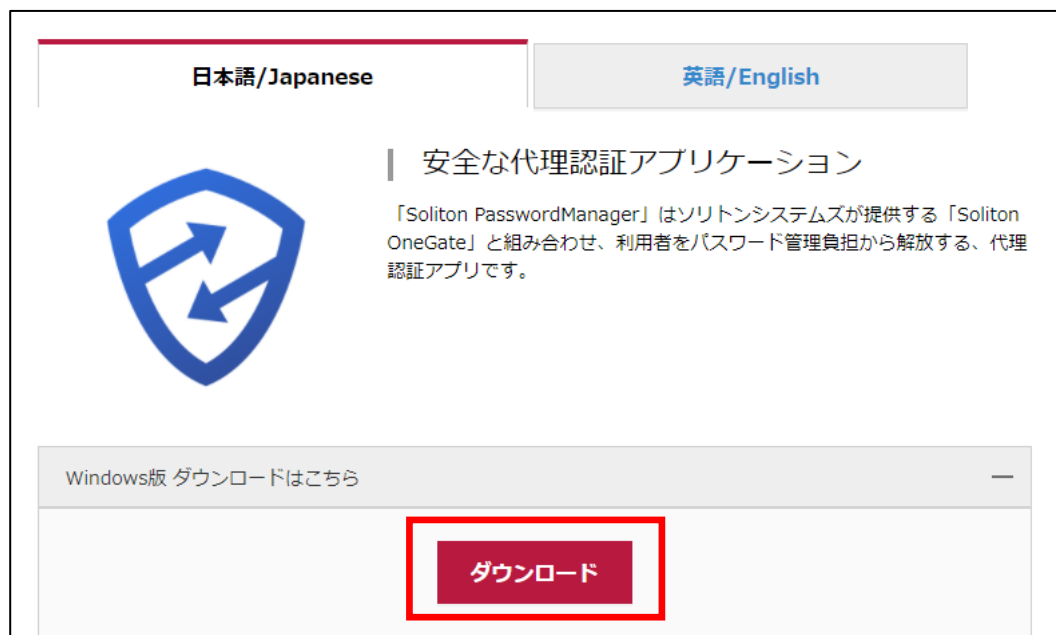 日本語/Japanese
英語/English
安全な代理認証アプリケーション
「Soliton PasswordManager」はソリトンシステムズが提供する「Soliton
OneGate」と組み合わせ、利用者をパスワード管理負担から解放する、代理
認証アプリです。
Windows版 ダウンロードはこちら
ダウンロード